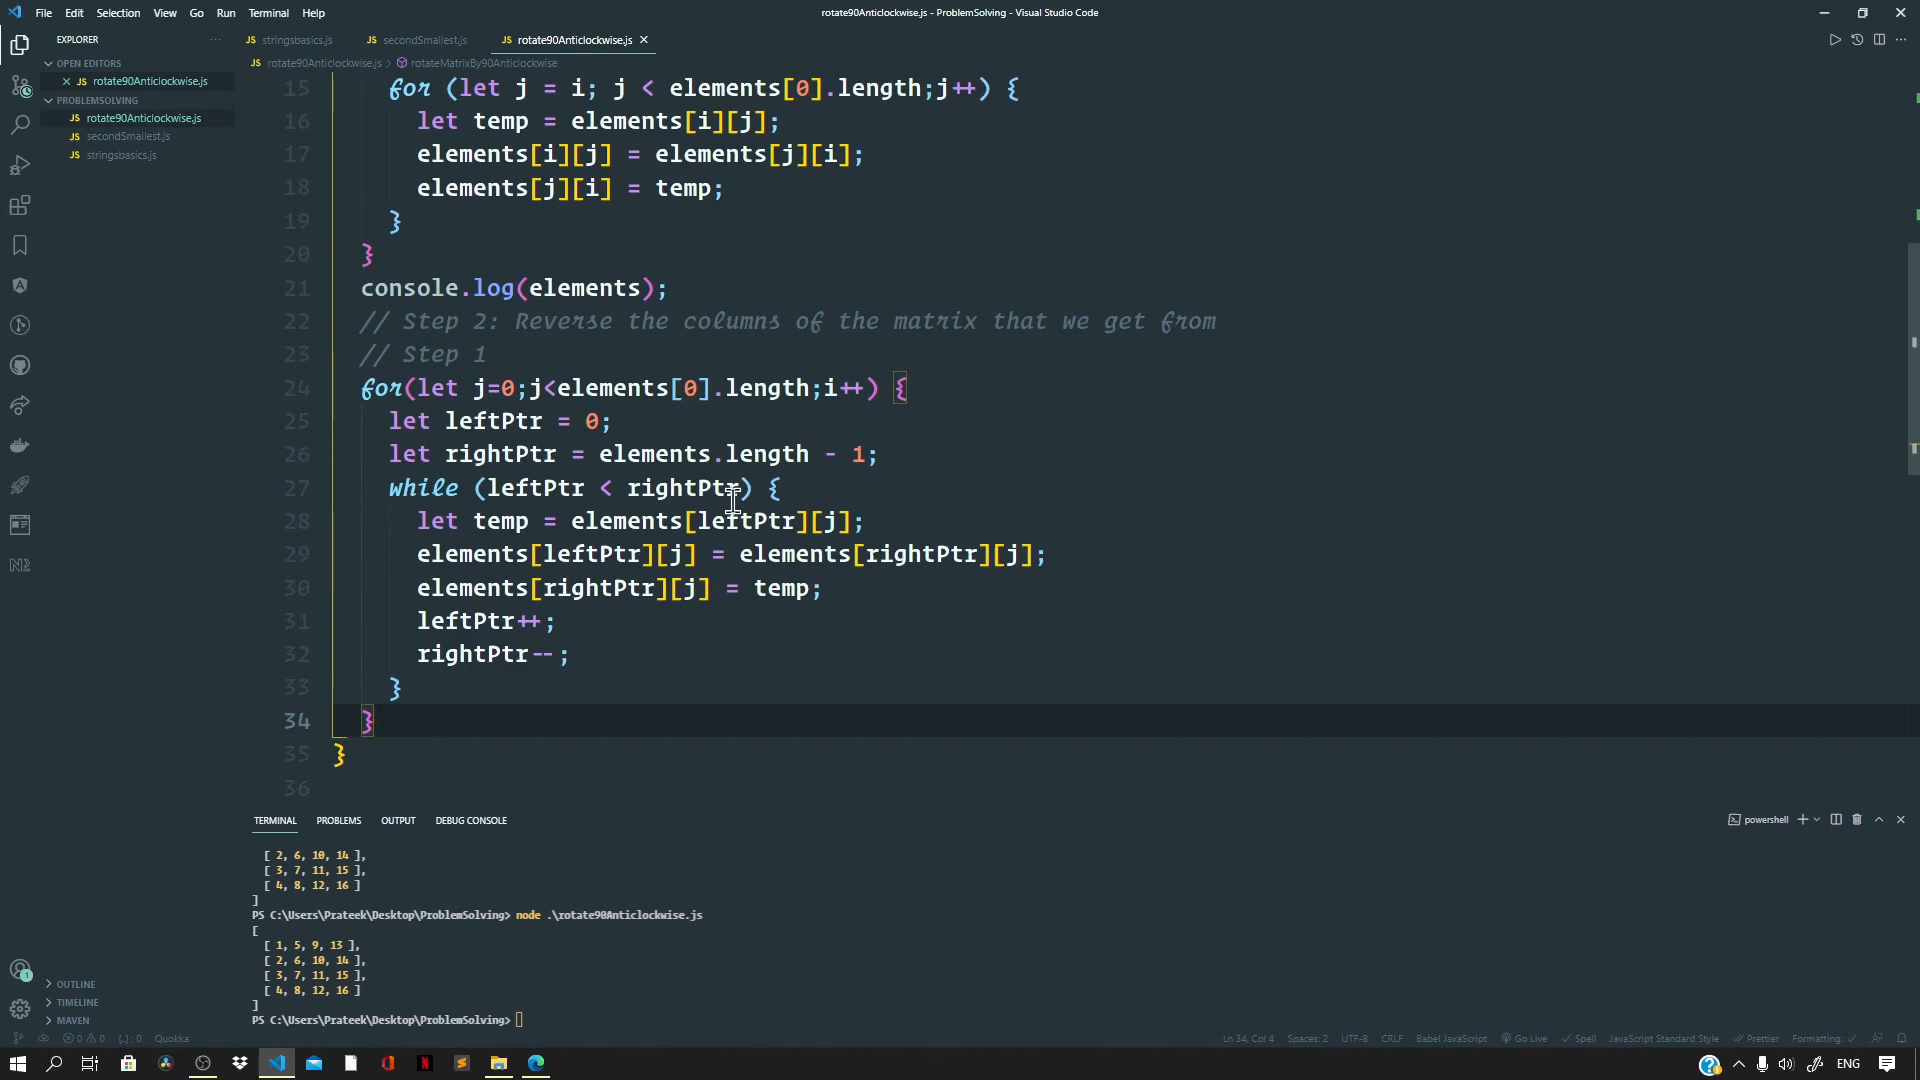 File Edit Selection View Go Run Terminal Help
rotate90Anticlockwise.js - ProblemSolving - Visual Studio Code
EXPLORER
OPEN EDITORS
JS rotate90Anticlockwise.js
PROBLEMSOLVING
JS rotate90Anticlockwise.js
JS secondSmallest.js
JS stringsbasics.js
JS stringsbasics.js JS secondSmallest.js JS rotate90Anticlockwise.js
JS rotate90Anticlockwise.js > rotateMatrixBy90Anticlockwise
15 for (let j = i; j < elements[0].length;j++) {
16 let temp = elements[i][j];
17 elements[i][j] = elements[j][i];
18 elements[j][i] = temp;
19 }
20 }
21 console.log(elements);
22 // Step 2: Reverse the columns of the matrix that we get from
23 // Step 1
24 for(let j=0;j<elements[0].length;i++) {
25 let leftPtr = 0;
26 let rightPtr = elements.length - 1;
27 while (leftPtr < rightPtr) {
28 let temp = elements[leftPtr][j];
29 elements[leftPtr][j] = elements[rightPtr][j];
30 elements[rightPtr][j] = temp;
31 leftPtr++;
32 rightPtr--;
33 }
34 }
35 }
36
TERMINAL PROBLEMS OUTPUT DEBUG CONSOLE
powershell
[ 2, 6, 10, 14 ],
[ 3, 7, 11, 15 ],
[ 4, 8, 12, 16 ]
]
PS C:\Users\Prateek\Desktop\ProblemSolving> node .\rotate90Anticlockwise.js
[
[ 1, 5, 9, 13 ],
[ 2, 6, 10, 14 ],
[ 3, 7, 11, 15 ],
[ 4, 8, 12, 16 ]
]
PS C:\Users\Prateek\Desktop\ProblemSolving>
OUTLINE
TIMELINE
MAVEN
N2
1
0 0 {..} : 0 Quokka
Ln 34, Col 4 Spaces: 2 UTF-8 CRLF Babel JavaScript Go Live Spell JavaScript Standard Style Prettier Formatting:
ENG